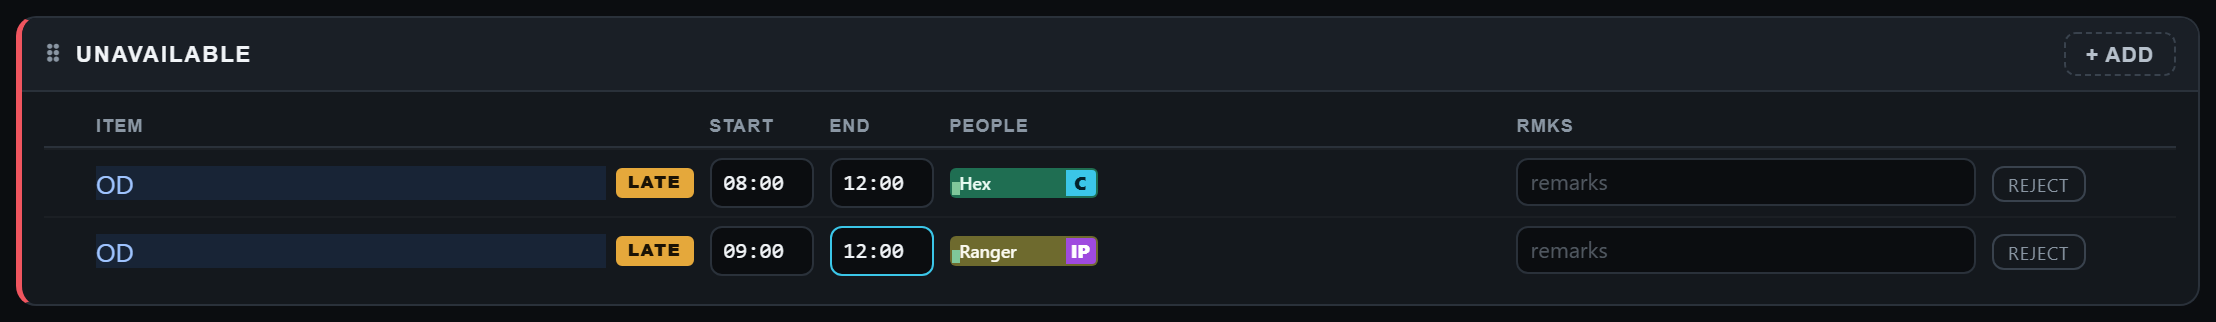 UNAVAILABLE + ADD
ITEM START END PEOPLE RMKS
OD LATE 08:00 12:00 Hex C remarks REJECT
OD LATE 09:00 12:00 Ranger IP remarks REJECT